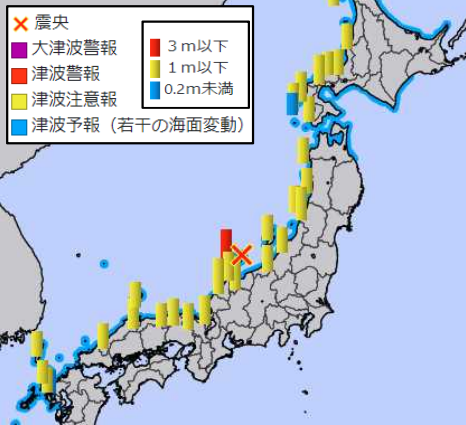 震央
大津波警報
津波警報
津波注意報
津波予報（若干の海面変動）
３ｍ以下
１ｍ以下
0.2m未満